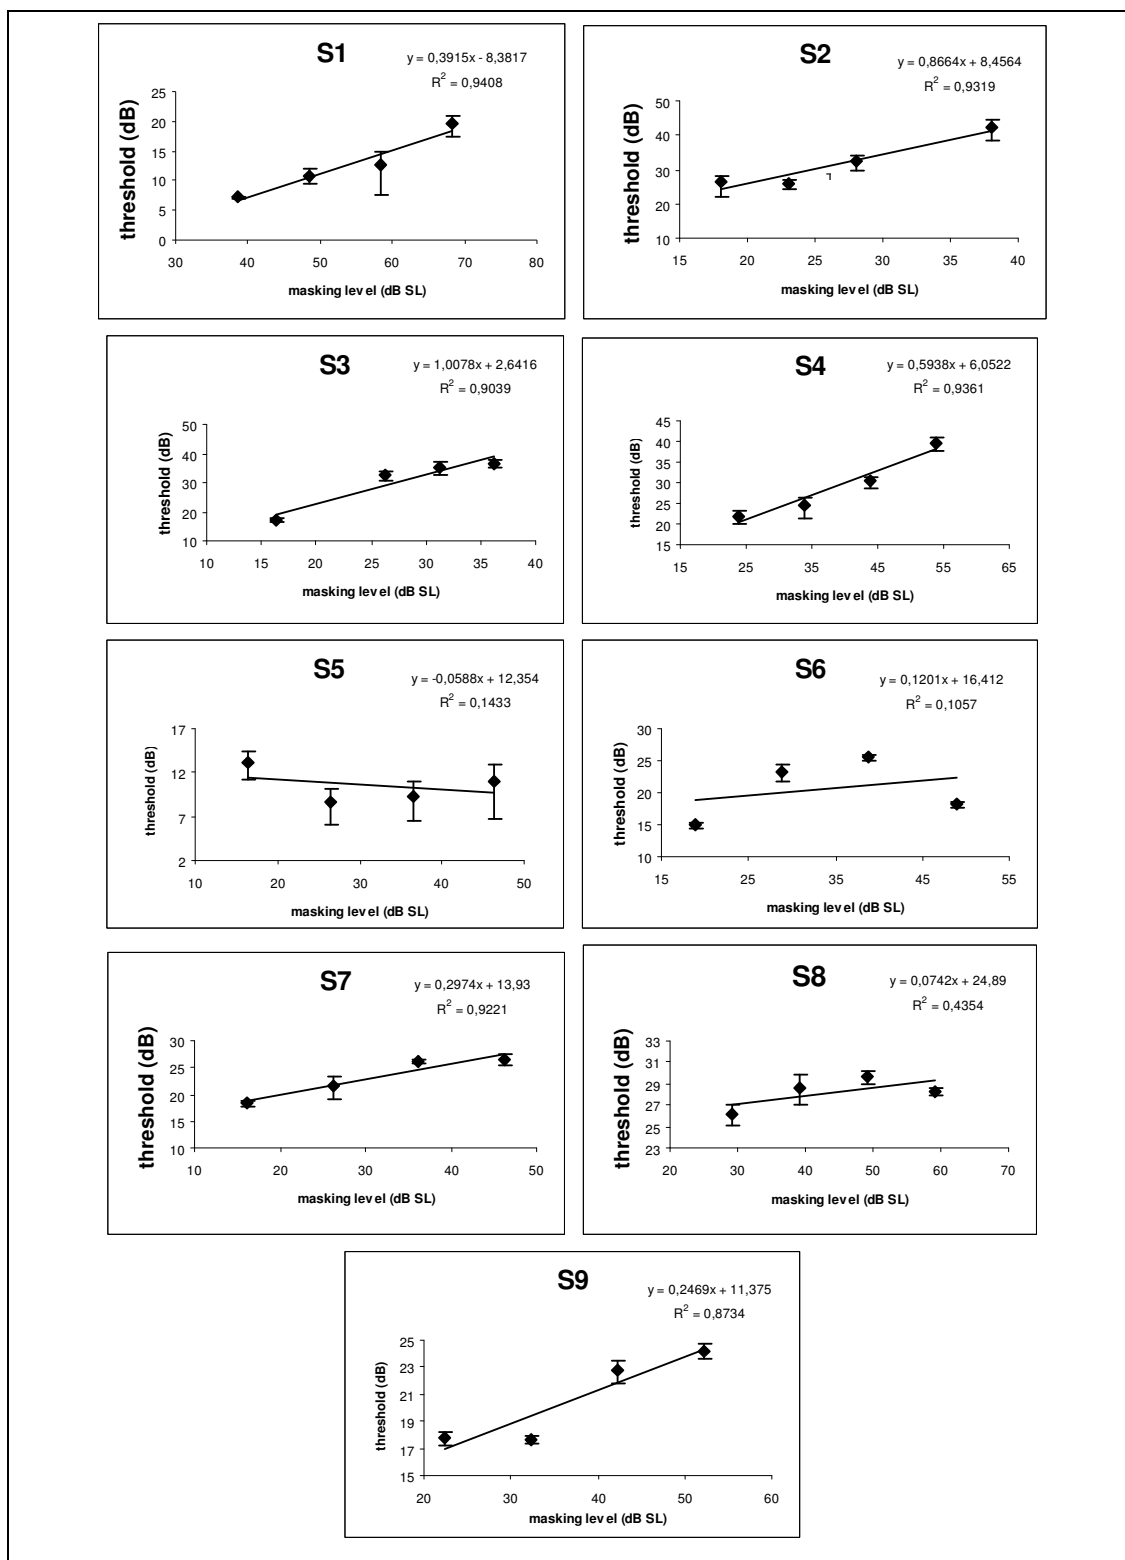 S1
y = 0,3915x - 8,3817
R2 = 0,9408
threshold (dB)
25
20
15
10
5
0
30 40 50 60 70 80
masking level (dB SL)
S2
y = 0,8664x + 8,4564
R2 = 0,9319
threshold (dB)
50
40
30
20
10
15 20 25 30 35 40
masking level (dB SL)
S3
y = 1,0078x + 2,6416
R2 = 0,9039
threshold (dB)
50
40
30
20
10
10 15 20 25 30 35 40
masking level (dB SL)
S4
y = 0,5938x + 6,0522
R2 = 0,9361
threshold (dB)
45
40
35
30
25
20
15
15 25 35 45 55 65
masking level (dB SL)
S5
y = -0,0588x + 12,354
R2 = 0,1433
threshold (dB)
17
12
7
2
10 20 30 40 50
masking level (dB SL)
S6
y = 0,1201x + 16,412
R2 = 0,1057
threshold (dB)
30
25
20
15
10
15 25 35 45 55
masking level (dB SL)
S7
y = 0,2974x + 13,93
R2 = 0,9221
threshold (dB)
30
25
20
15
10
10 20 30 40 50
masking level (dB SL)
S8
y = 0,0742x + 24,89
R2 = 0,4354
threshold (dB)
33
31
29
27
25
23
20 30 40 50 60 70
masking level (dB SL)
S9
y = 0,2469x + 11,375
R2 = 0,8734
threshold (dB)
25
23
21
19
17
15
20 30 40 50 60
masking level (dB SL)